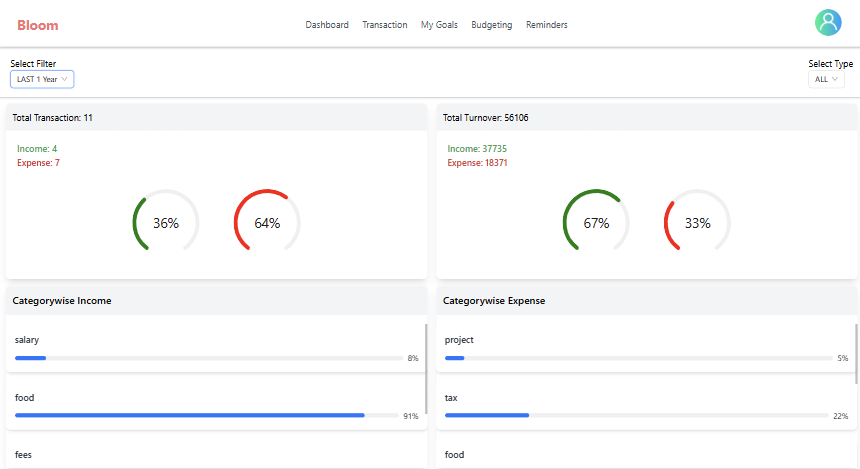 Bloom
Dashboard Transaction My Goals Budgeting Reminders
Select Filter
LAST 1 Year
Select Type
ALL
Total Transaction: 11
Income: 4
Expense: 7
36%
64%
Total Turnover: 56106
Income: 37735
Expense: 18371
67%
33%
Categorywise Income
salary
8%
food
91%
fees
Categorywise Expense
project
5%
tax
22%
food